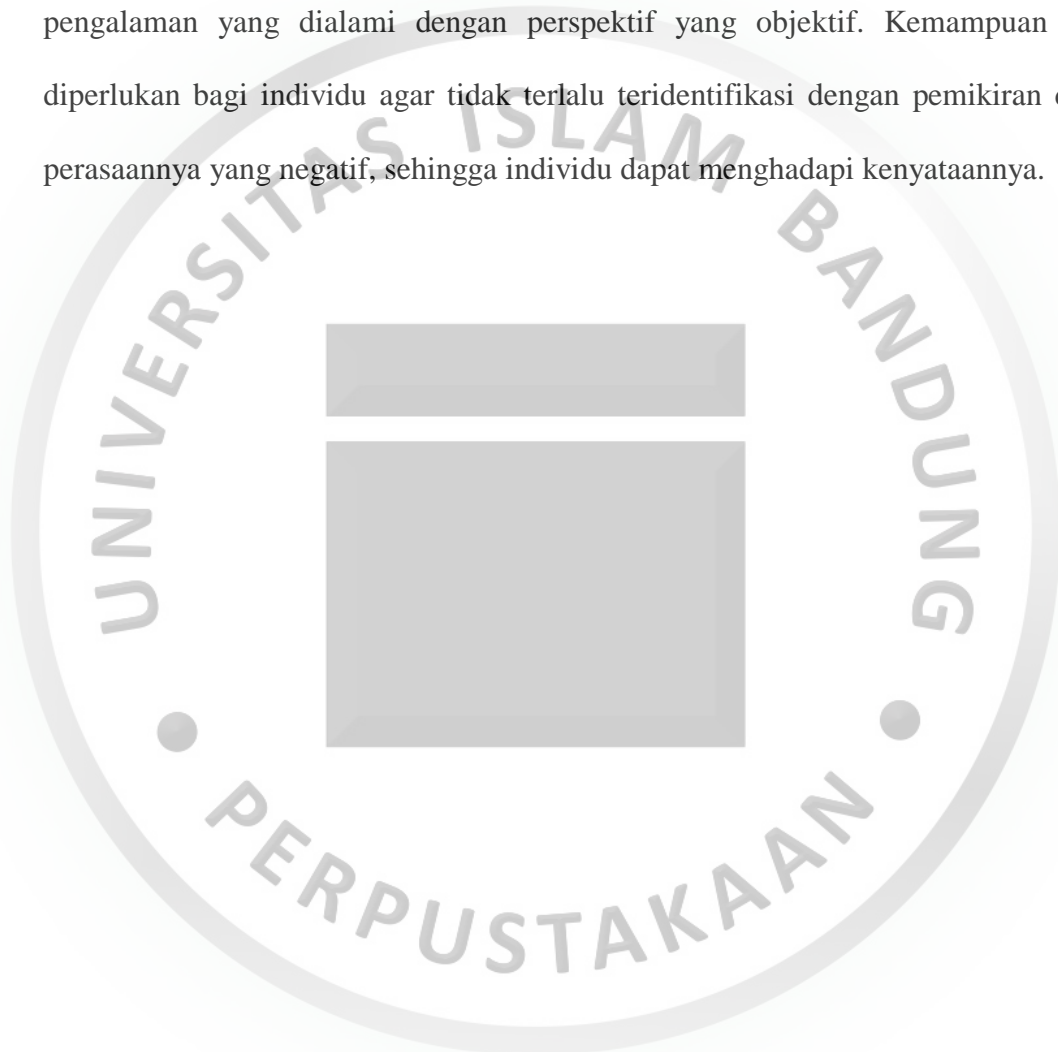 pengalaman yang dialami dengan perspektif yang objektif. Kemampuan
diperlukan bagi individu agar tidak terlalu teridentifikasi dengan pemikiran
perasaannya yang negatif, sehingga individu dapat menghadapi kenyataannya.
UNIVERSITAS ISLAM BANDUNG
PERPUSTAKAAN